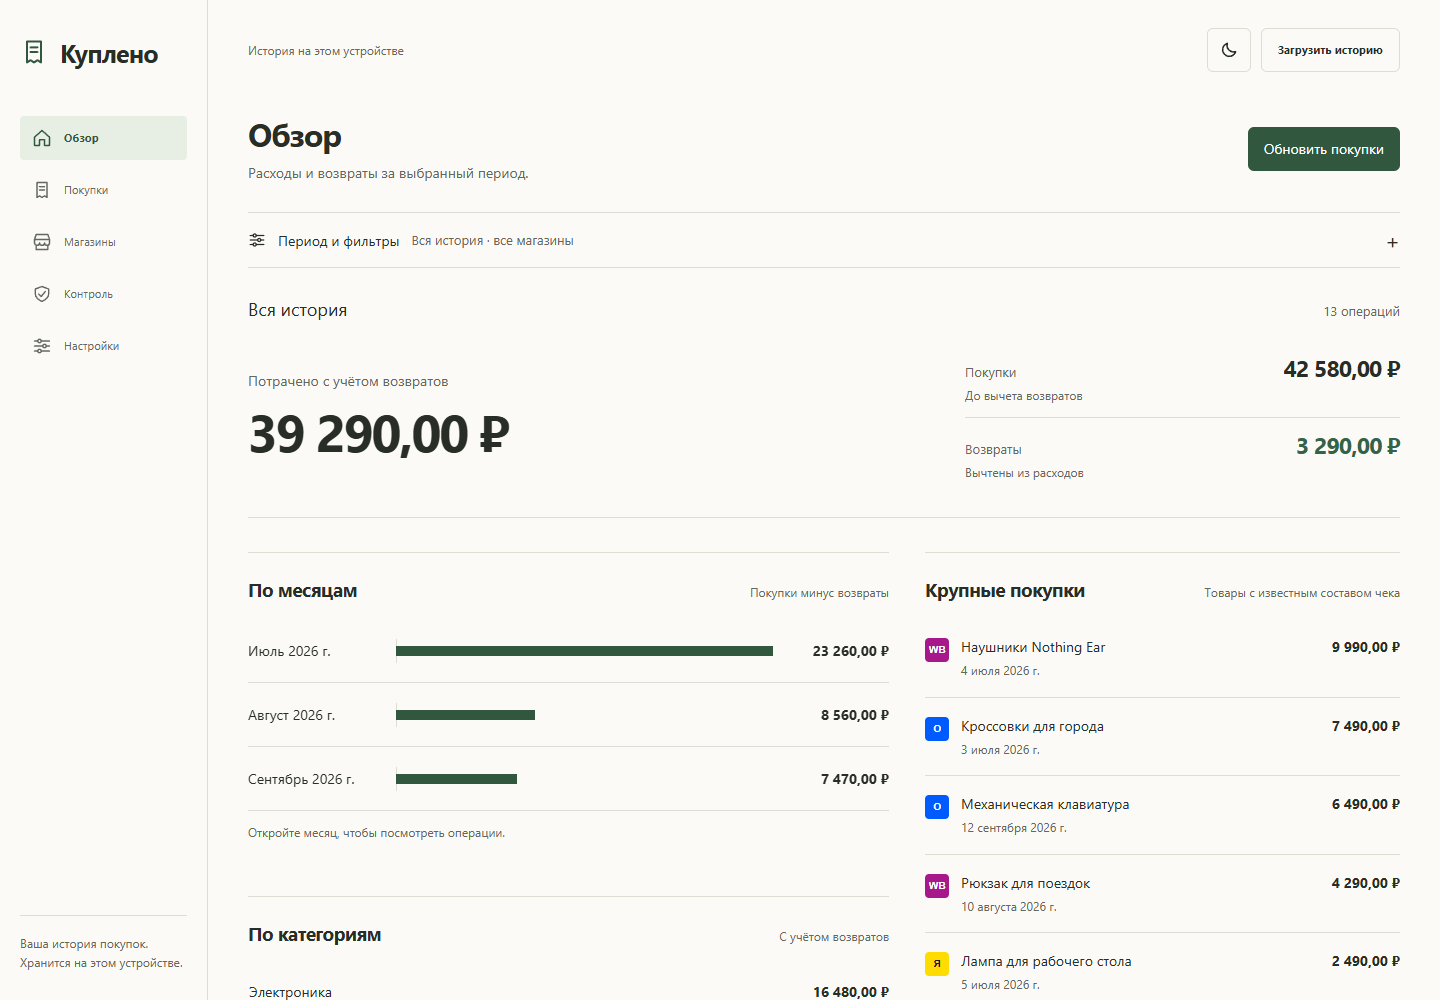 Куплено
Обзор
Покупки
Магазины
Контроль
Настройки
Ваша история покупок.
Хранится на этом устройстве.
История на этом устройстве
Загрузить историю
Обзор
Расходы и возвраты за выбранный период.
Обновить покупки
Период и фильтры Вся история · все магазины +
Вся история
13 операций
Потрачено с учётом возвратов
39 290,00 ₽
Покупки 42 580,00 ₽
До вычета возвратов
Возвраты 3 290,00 ₽
Вычтены из расходов
По месяцам Покупки минус возвраты
Июль 2026 г. 23 260,00 ₽
Август 2026 г. 8 560,00 ₽
Сентябрь 2026 г. 7 470,00 ₽
Откройте месяц, чтобы посмотреть операции.
По категориям С учётом возвратов
Электроника 16 480,00 ₽
Крупные покупки Товары с известным составом чека
WB Наушники Nothing Ear 9 990,00 ₽
4 июля 2026 г.
O Кроссовки для города 7 490,00 ₽
3 июля 2026 г.
O Механическая клавиатура 6 490,00 ₽
12 сентября 2026 г.
WB Рюкзак для поездок 4 290,00 ₽
10 августа 2026 г.
Я Лампа для рабочего стола 2 490,00 ₽
5 июля 2026 г.